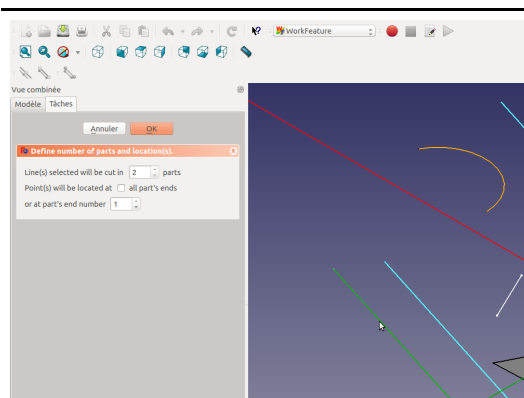 WorkFeature
Vue combinée
Modèle Tâches
Annuler OK
Define number of parts and location(s).
Line(s) selected will be cut in 2 parts
Point(s) will be located at all part's ends
or at part's end number 1